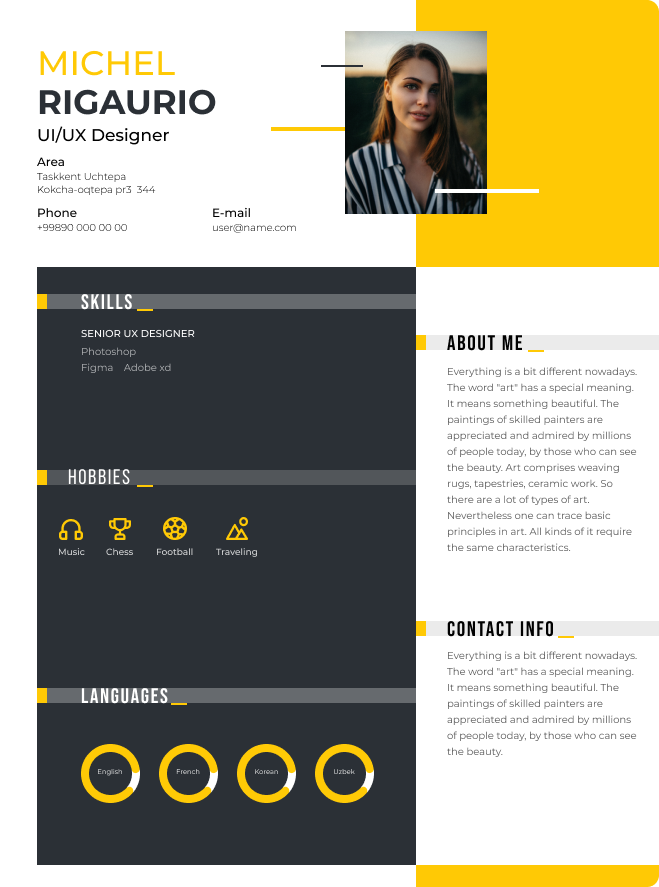 MICHEL
RIGAURIO
UI/UX Designer
Area
Taskkent Uchtepa
Kokcha-oqtepa pr3 344
Phone
+99890 000 00 00
E-mail
user@name.com
SKILLS
SENIOR UX DESIGNER
Photoshop
Figma Adobe xd
HOBBIES
Music Chess Football Traveling
LANGUAGES
English French Korean Uzbek
ABOUT ME
Everything is a bit different nowadays.
The word "art" has a special meaning.
It means something beautiful. The
paintings of skilled painters are
appreciated and admired by millions
of people today, by those who can see
the beauty. Art comprises weaving
rugs, tapestries, ceramic work. So
there are a lot of types of art.
Nevertheless one can trace basic
principles in art. All kinds of it require
the same characteristics.
CONTACT INFO
Everything is a bit different nowadays.
The word "art" has a special meaning.
It means something beautiful. The
paintings of skilled painters are
appreciated and admired by millions
of people today, by those who can see
the beauty.